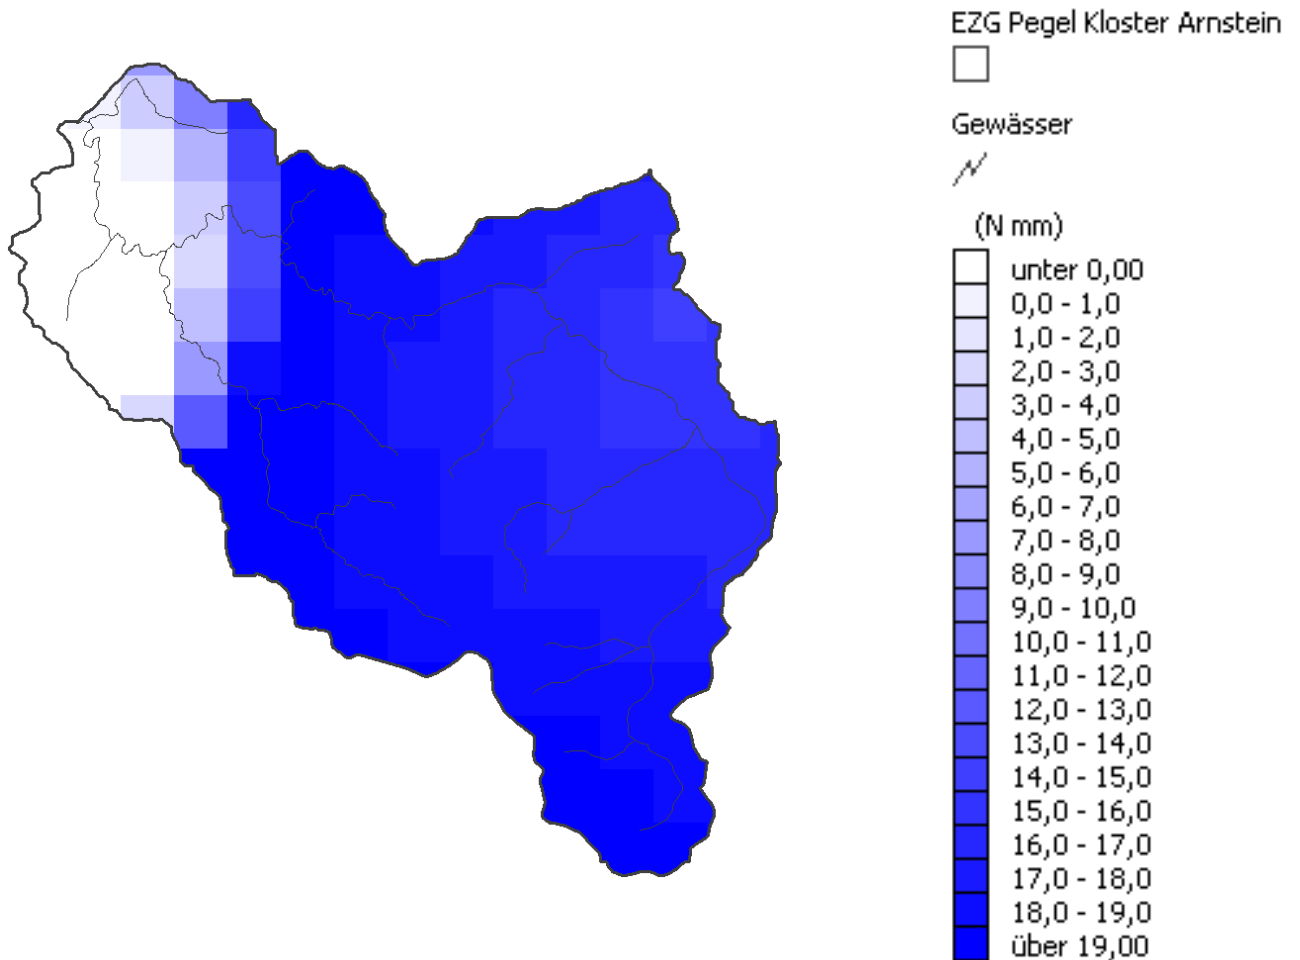 EZG Pegel Kloster Arnstein
Gewässer
(N mm)
unter 0,00
0,0 - 1,0
1,0 - 2,0
2,0 - 3,0
3,0 - 4,0
4,0 - 5,0
5,0 - 6,0
6,0 - 7,0
7,0 - 8,0
8,0 - 9,0
9,0 - 10,0
10,0 - 11,0
11,0 - 12,0
12,0 - 13,0
13,0 - 14,0
14,0 - 15,0
15,0 - 16,0
16,0 - 17,0
17,0 - 18,0
18,0 - 19,0
über 19,00